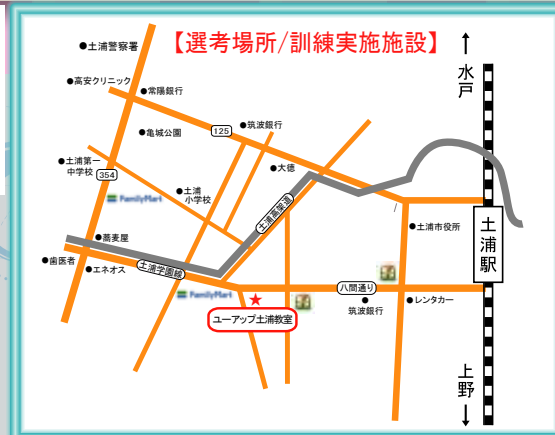 【選考場所/訓練実施施設】
●土浦警察署
水戸
●高安クリニック
●常陽銀行
●筑波銀行
125
●亀城公園
●大徳
●土浦第一
中学校
354
●土浦
小学校
FamilyMart
土浦高架道
●土浦市役所
土浦駅
●蕎麦屋
●歯医者
●エネオス
土浦学園線
FamilyMart
八間通り
●レンタカー
●
筑波銀行
★
ユーアップ土浦教室
上野